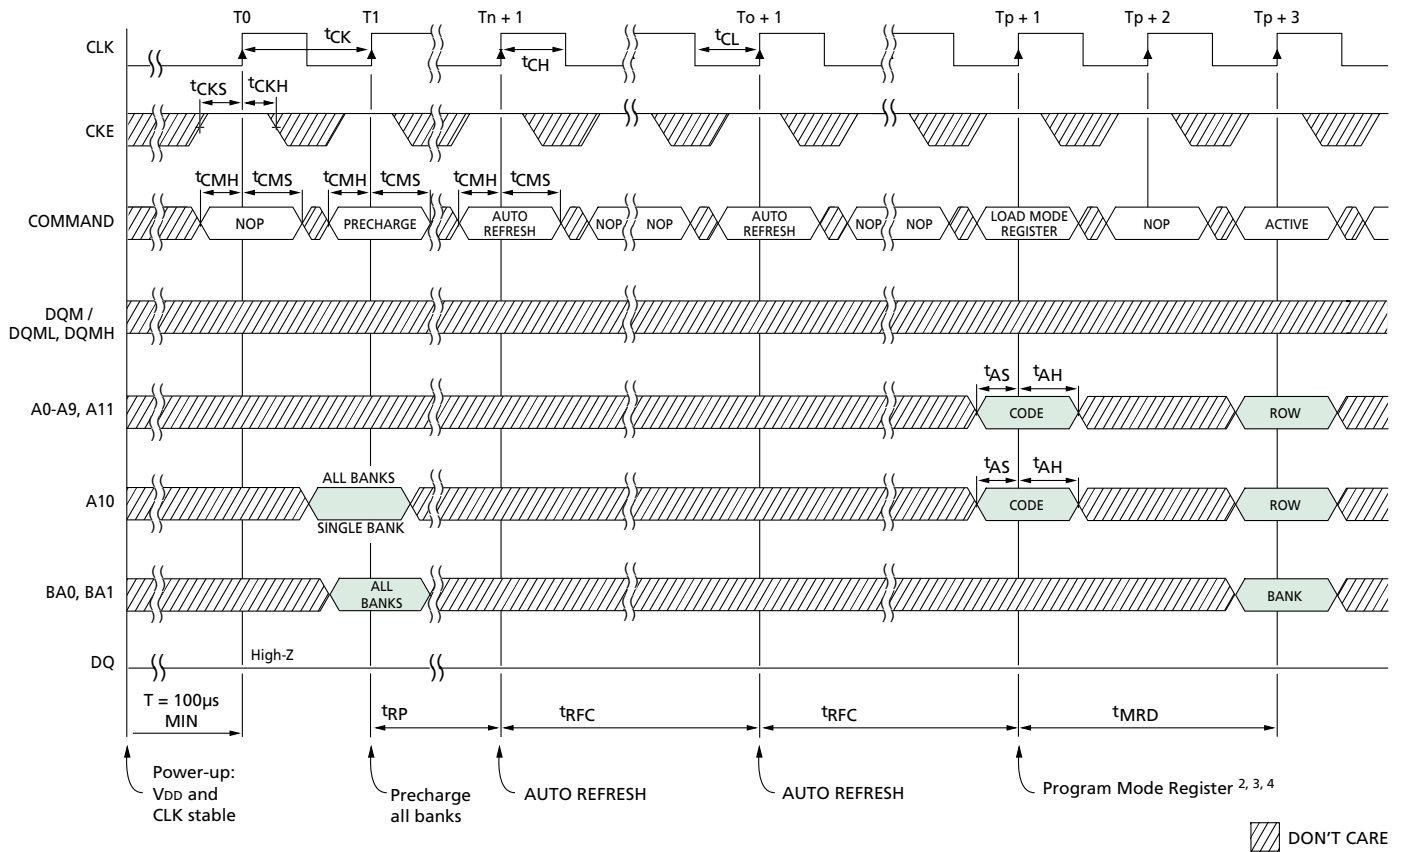 T0 T1 Tn + 1 To + 1 Tp + 1 Tp + 2 Tp + 3
CLK
tCK
tCH
tCL
tCKS tCKH
CKE
tCMH tCMS tCMH tCMS tCMH tCMS
COMMAND
NOP
PRECHARGE
AUTO
REFRESH
NOP
NOP
AUTO
REFRESH
NOP
NOP
LOAD MODE
REGISTER
NOP
ACTIVE
DQM /
DQML, DQMH
tAS tAH
A0-A9, A11
CODE
ROW
tAS tAH
ALL BANKS
A10
SINGLE BANK
CODE
ROW
BA0, BA1
ALL
BANKS
BANK
DQ
High-Z
T = 100µs
MIN
tRP
tRFC
tRFC
tMRD
Power-up:
VDD and
CLK stable
Precharge
all banks
AUTO REFRESH
AUTO REFRESH
Program Mode Register 2, 3, 4
DON'T CARE